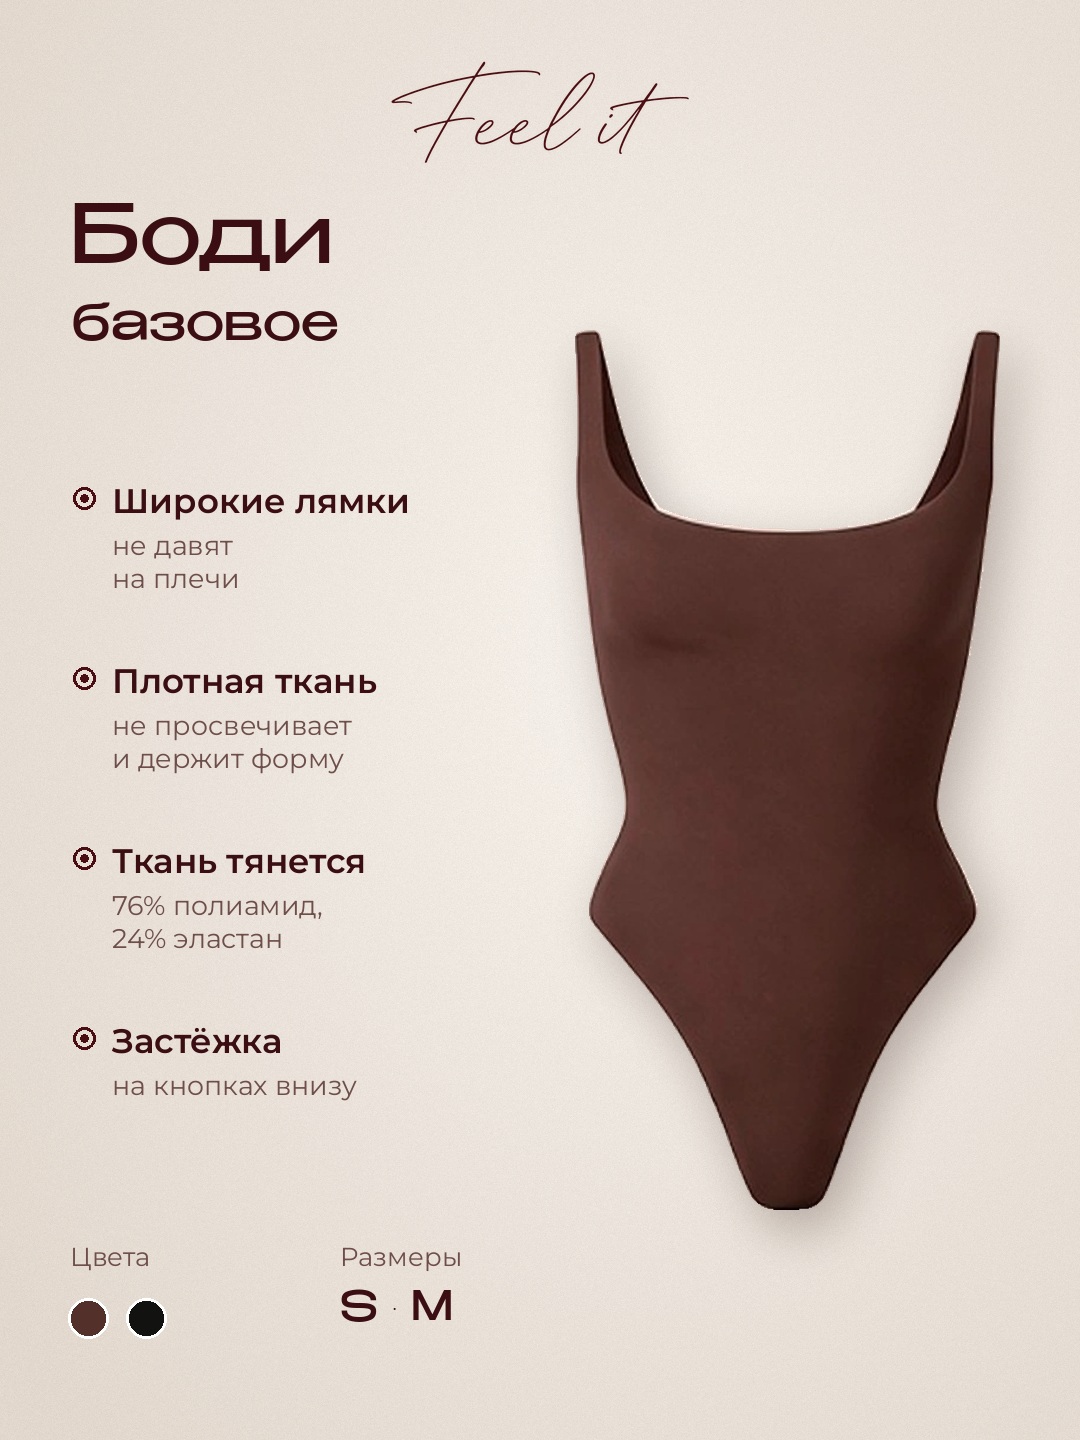 Feel it
Боди
базовое
Широкие лямки
не давят
на плечи
Плотная ткань
не просвечивает
и держит форму
Ткань тянется
76% полиамид,
24% эластан
Застёжка
на кнопках внизу
Цвета
Размеры
S · M